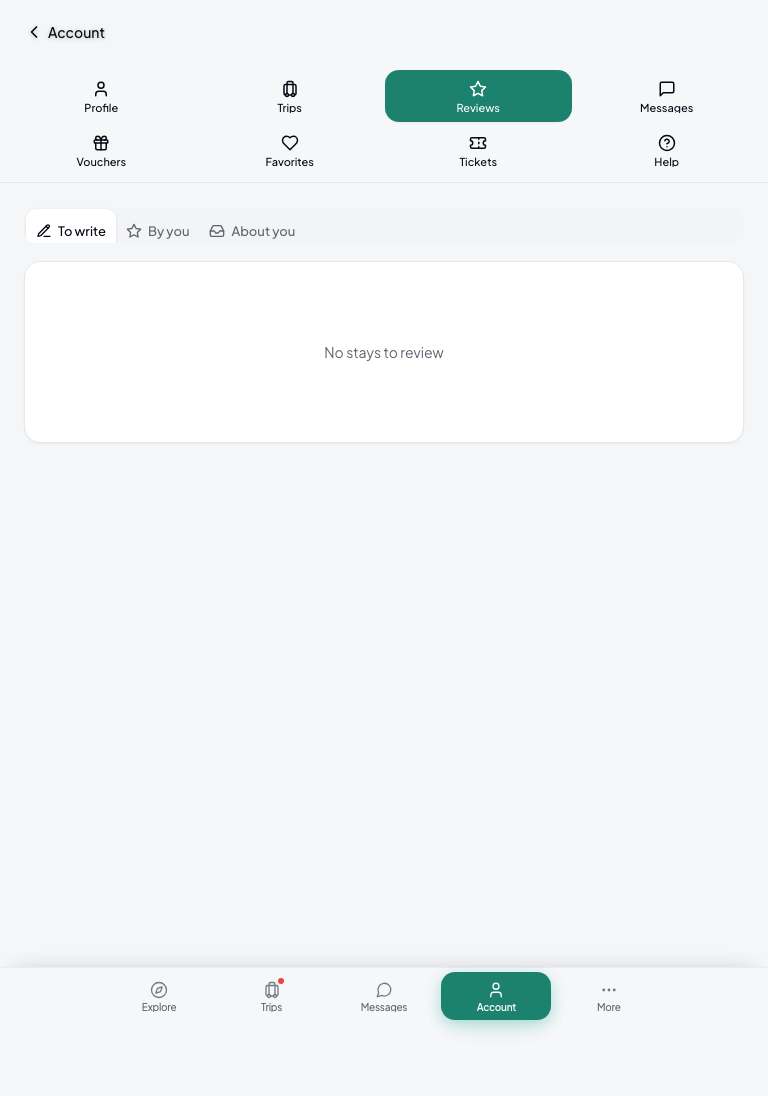 Account
Profile
Trips
Reviews
Messages
Vouchers
Favorites
Tickets
Help
To write
By you
About you
No stays to review
Explore
Trips
Messages
Account
More